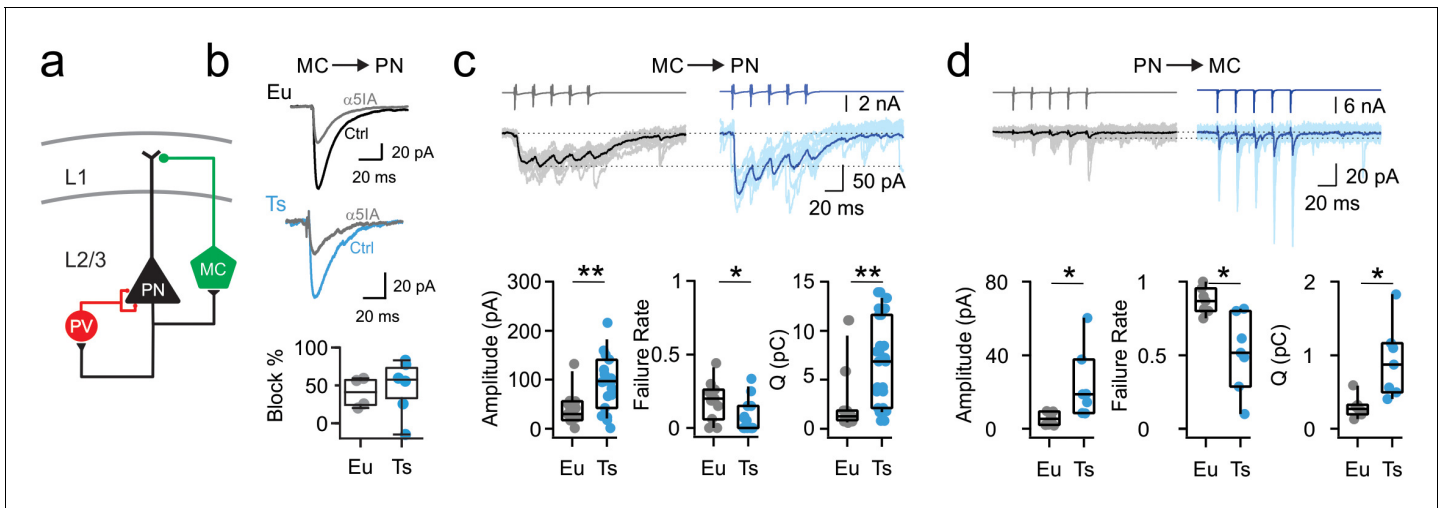 a
L1
L2/3
PN
MC
PV
b
MC → PN
Eu
α5IA
Ctrl
20 pA
20 ms
Ts
α5IA
Ctrl
20 pA
20 ms
Block %
100
50
0
Eu Ts
c
MC → PN
2 nA
50 pA
20 ms
Amplitude (pA)
300
200
100
0
**
Eu Ts
Failure Rate
1
0.5
0
*
Eu Ts
Q (pC)
15
10
5
0
**
Eu Ts
d
PN → MC
6 nA
20 pA
20 ms
Amplitude (pA)
80
40
0
*
Eu Ts
Failure Rate
1
0.5
0
*
Eu Ts
Q (pC)
2
1
0
*
Eu Ts